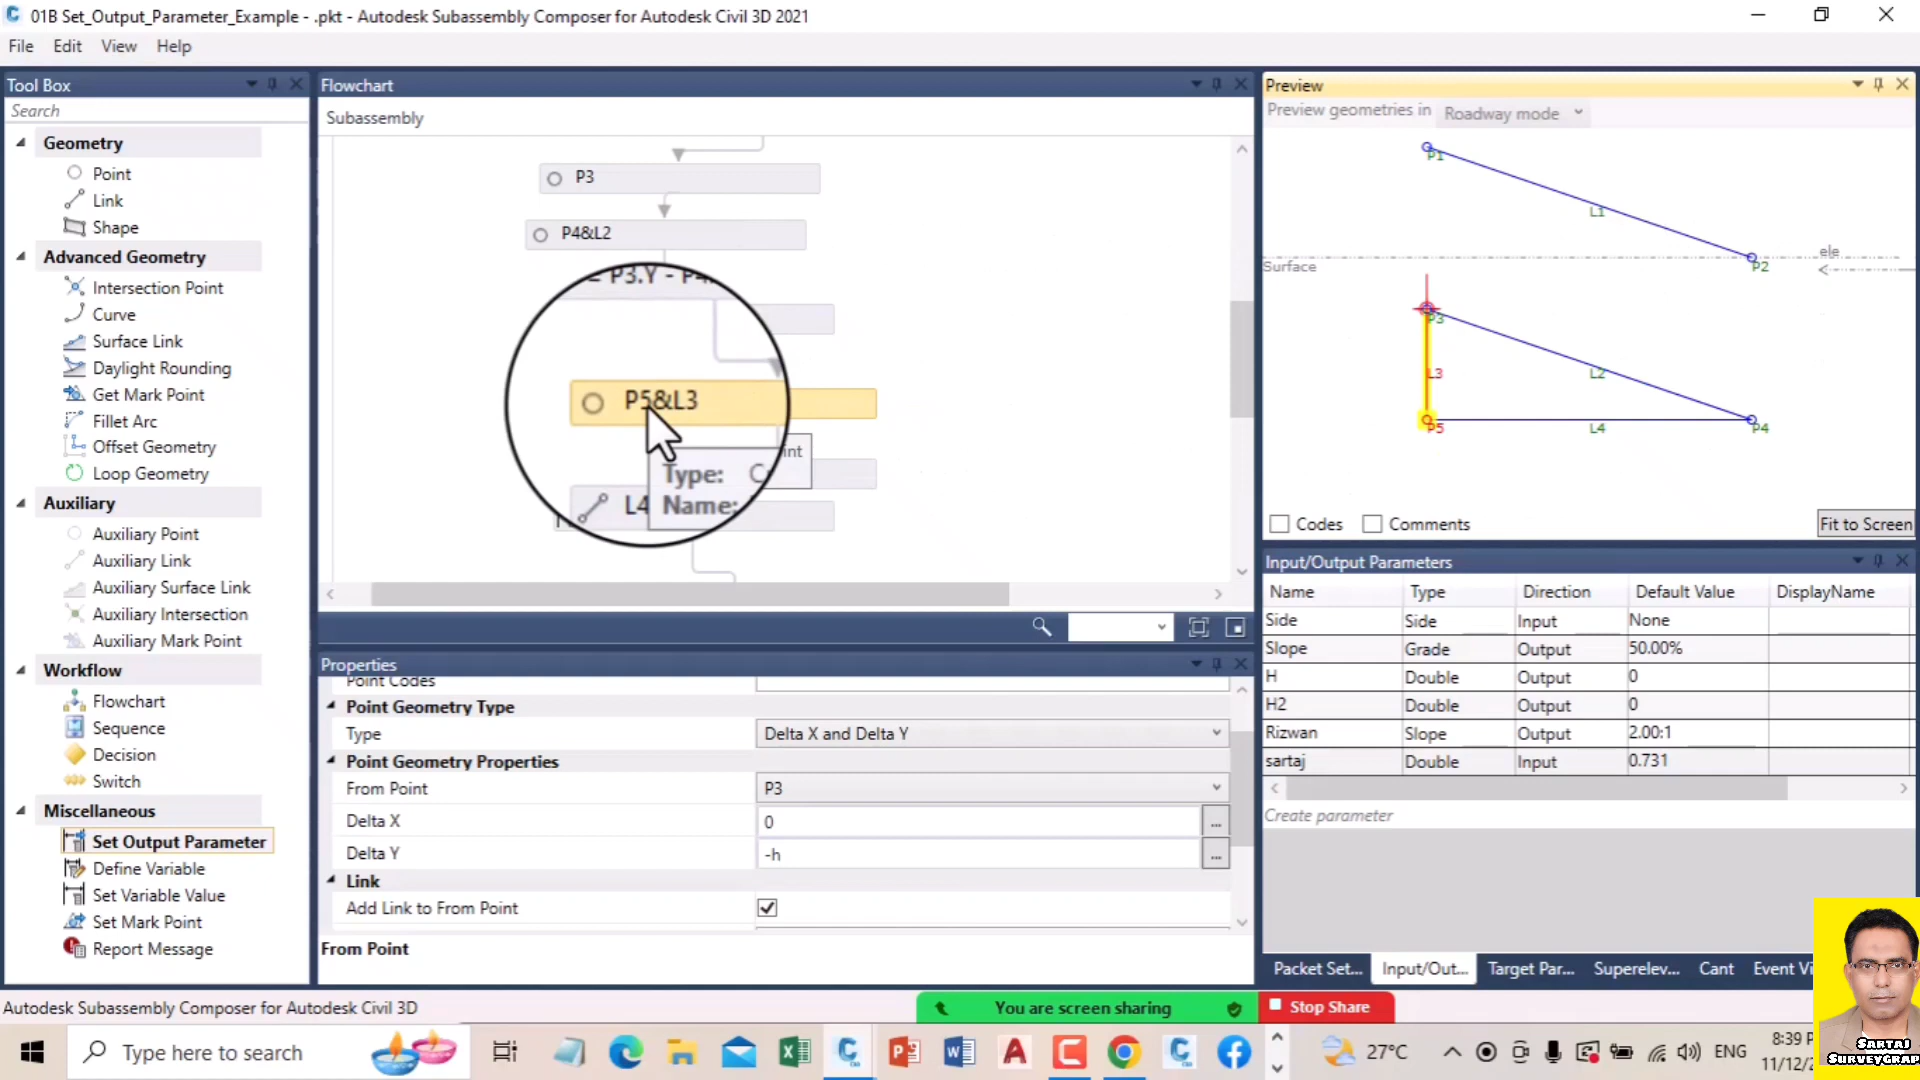 01B Set_Output_Parameter_Example - .pkt - Autodesk Subassembly Composer for Autodesk Civil 3D 2021
File Edit View Help
Tool Box
Search
Geometry
Point
Link
Shape
Advanced Geometry
Intersection Point
Curve
Surface Link
Daylight Rounding
Get Mark Point
Fillet Arc
Offset Geometry
Loop Geometry
Auxiliary
Auxiliary Point
Auxiliary Link
Auxiliary Surface Link
Auxiliary Intersection
Auxiliary Mark Point
Workflow
Flowchart
Sequence
Decision
Switch
Miscellaneous
Set Output Parameter
Define Variable
Set Variable Value
Set Mark Point
Report Message
Flowchart
Subassembly
P3
P4&L2
= P3.Y - P4
P5&L3
Type:
L4
Name:
Properties
Point Codes
Point Geometry Type
Type Delta X and Delta Y
Point Geometry Properties
From Point P3
Delta X 0 ...
Delta Y -h ...
Link
Add Link to From Point
From Point
Preview
Preview geometries in Roadway mode
P1
L1
ele
Surface
P2
P3
L3
L2
P5
L4
P4
Codes Comments Fit to Screen
Input/Output Parameters
Name Type Direction Default Value DisplayName
Side Side Input None
Slope Grade Output 50.00%
H Double Output 0
H2 Double Output 0
Rizwan Slope Output 2.00:1
sartaj Double Input 0.731
Create parameter
Packet Set... Input/Out... Target Par... Superelev... Cant Event Vi
Autodesk Subassembly Composer for Autodesk Civil 3D
You are screen sharing Stop Share
Type here to search
27°C ENG
8:39 P
11/12/2
SARTAJ
SURVEYGRAP